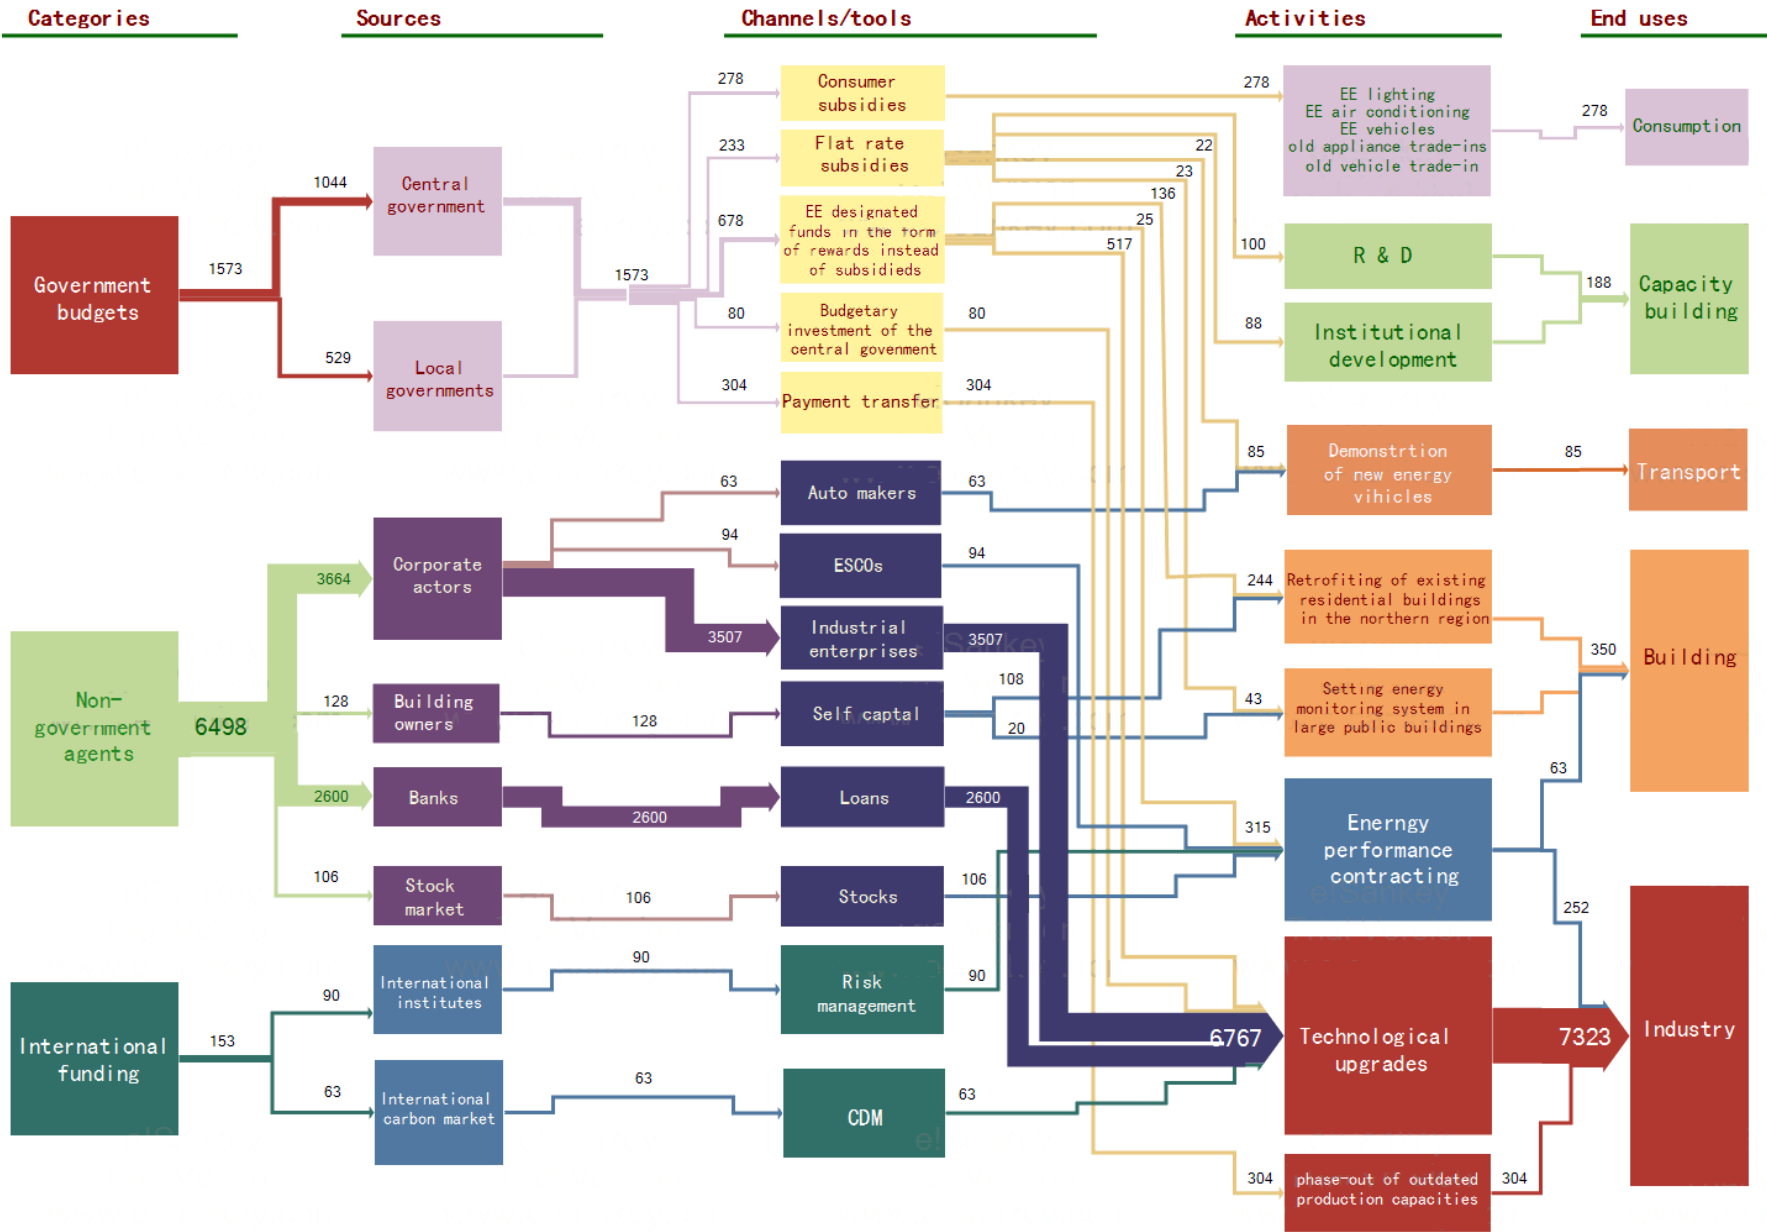 Categories
Sources
Channels/tools
Activities
End uses
Government
budgets
1573
1044
529
Central
government
Local
governments
1573
278
233
678
80
304
Consumer
subsidies
Flat rate
subsidies
EE designated
funds in the form
of rewards instead
of subsidieds
Budgetary
investment of the
central govenment
Payment transfer
80
304
278
22
23
136
25
517
100
88
EE lighting
EE air conditioning
EE vehicles
old appliance trade-ins
old vehicle trade-in
278
Consumption
R & D
Institutional
development
188
Capacity
building
Non-
government
agents
6498
3664
128
2600
106
Corporate
actors
Building
owners
Banks
Stock
market
63
94
3507
128
2600
106
Auto makers
ESCOs
Industrial
enterprises
Self captal
Loans
Stocks
63
94
3507
108
20
2600
106
85
Demonstrtion
of new energy
vihicles
85
Transport
244
Retrofiting of existing
residential buildings
in the northern region
43
Setting energy
monitoring system in
large public buildings
350
Building
63
315
Enerngy
performance
contracting
252
International
funding
153
90
63
International
institutes
International
carbon market
90
63
Risk
management
CDM
90
63
6767
Technological
upgrades
7323
Industry
304
phase-out of outdated
production capacities
304